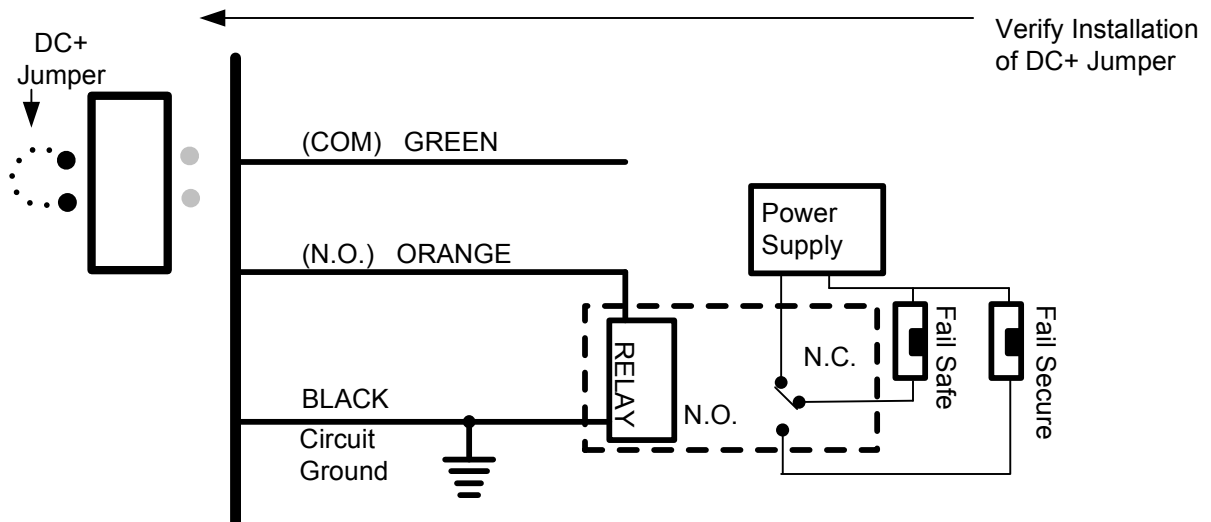 Verify Installation
of DC+ Jumper
DC+
Jumper
(COM) GREEN
Power
Supply
(N.O.) ORANGE
RELAY
N.C.
N.O.
Fail Safe
Fail Secure
BLACK
Circuit
Ground